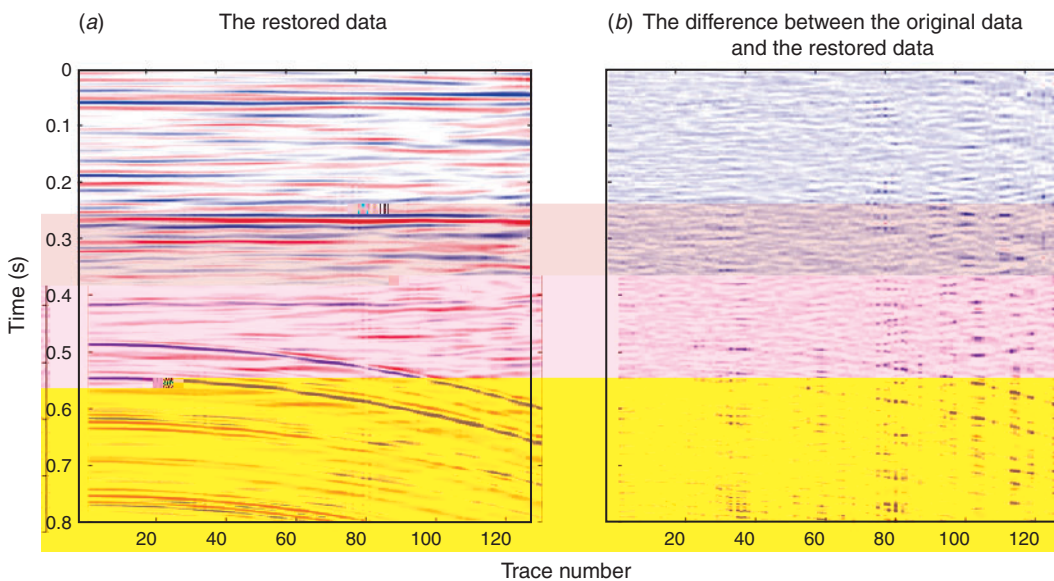 (a) The restored data
(b) The difference between the original data
and the restored data
Time (s)
0
0.1
0.2
0.3
0.4
0.5
0.6
0.7
0.8
20 40 60 80 100 120
20 40 60 80 100 120
Trace number